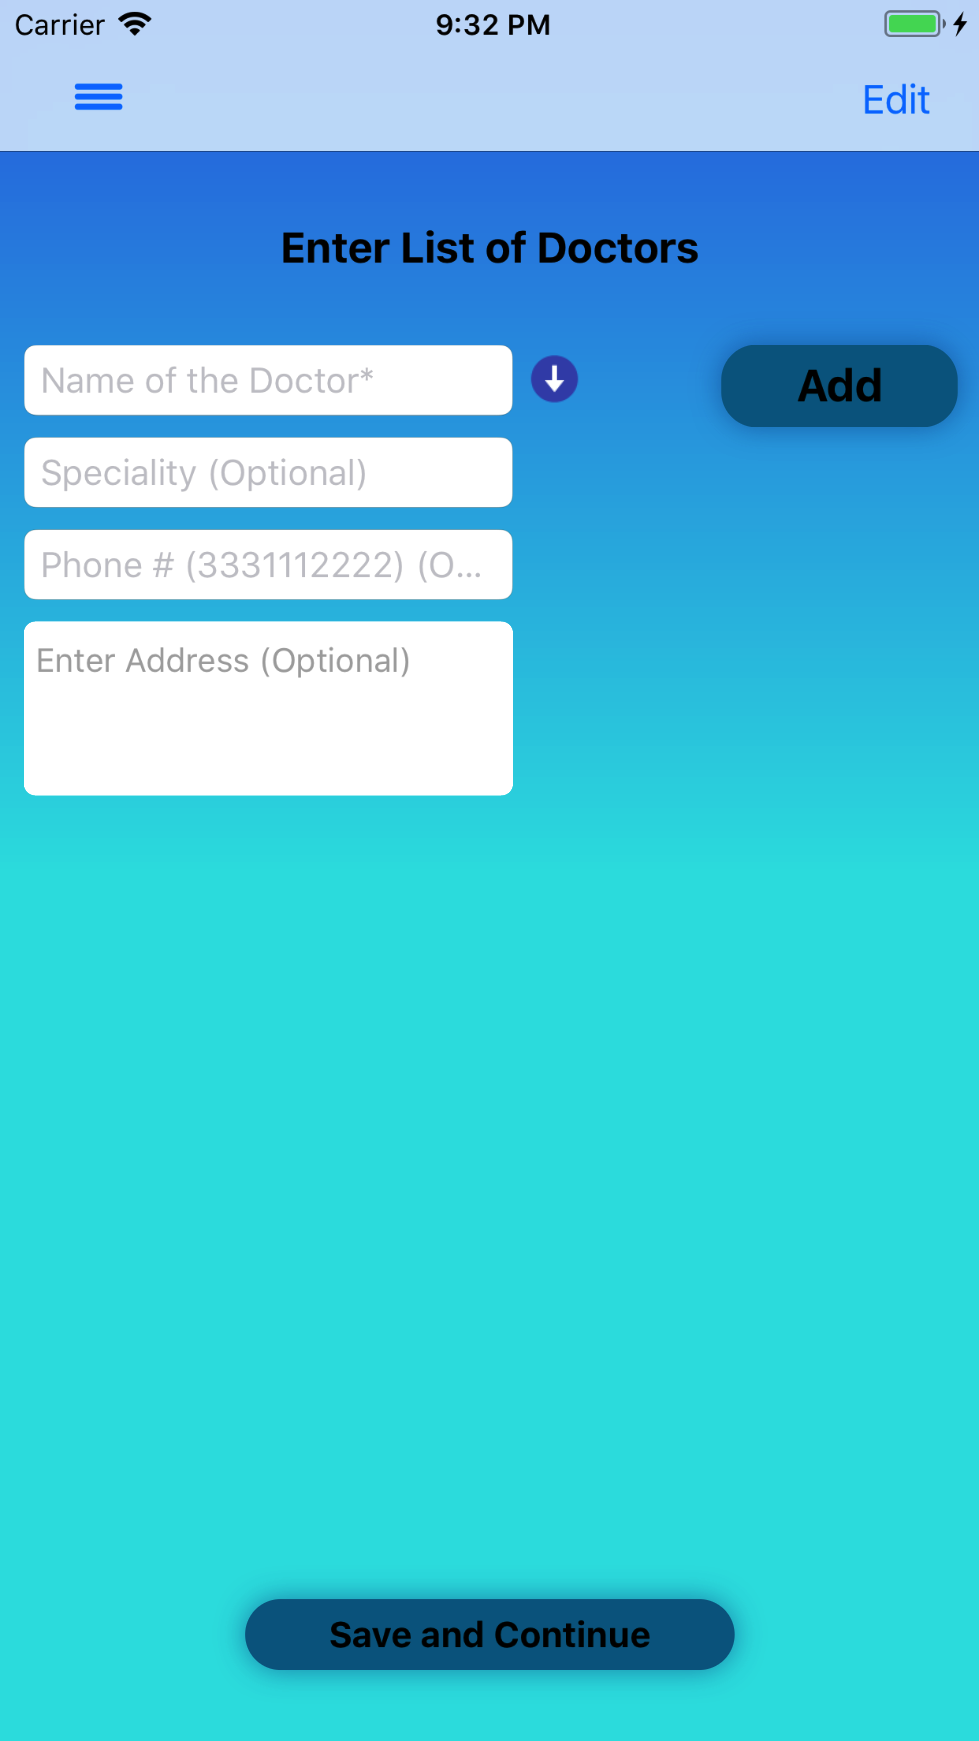 Carrier 9:32 PM
Edit
Enter List of Doctors
Name of the Doctor*
Add
Speciality (Optional)
Phone # (3331112222) (O...
Enter Address (Optional)
Save and Continue